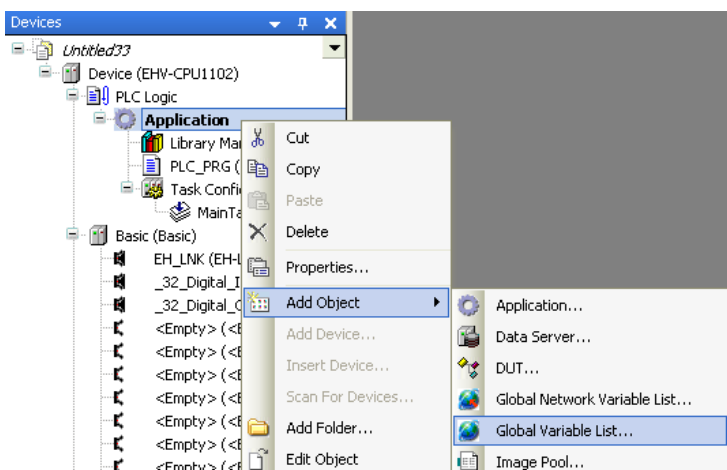 Devices
Untitled33
Device (EHV-CPU1102)
PLC Logic
Application
Library Ma
PLC_PRG (
Task Confi
MainTa
Basic (Basic)
EH_LNK (EH-L
_32_Digital_I
_32_Digital_O
<Empty> (<E
<Empty> (<E
<Empty> (<E
<Empty> (<E
<Empty> (<E
<Empty> (<E
<Empty> (<E
Cut
Copy
Paste
Delete
Properties...
Add Object
Add Device...
Insert Device...
Scan For Devices...
Add Folder...
Edit Object
Application...
Data Server...
DUT...
Global Network Variable List...
Global Variable List...
Image Pool...